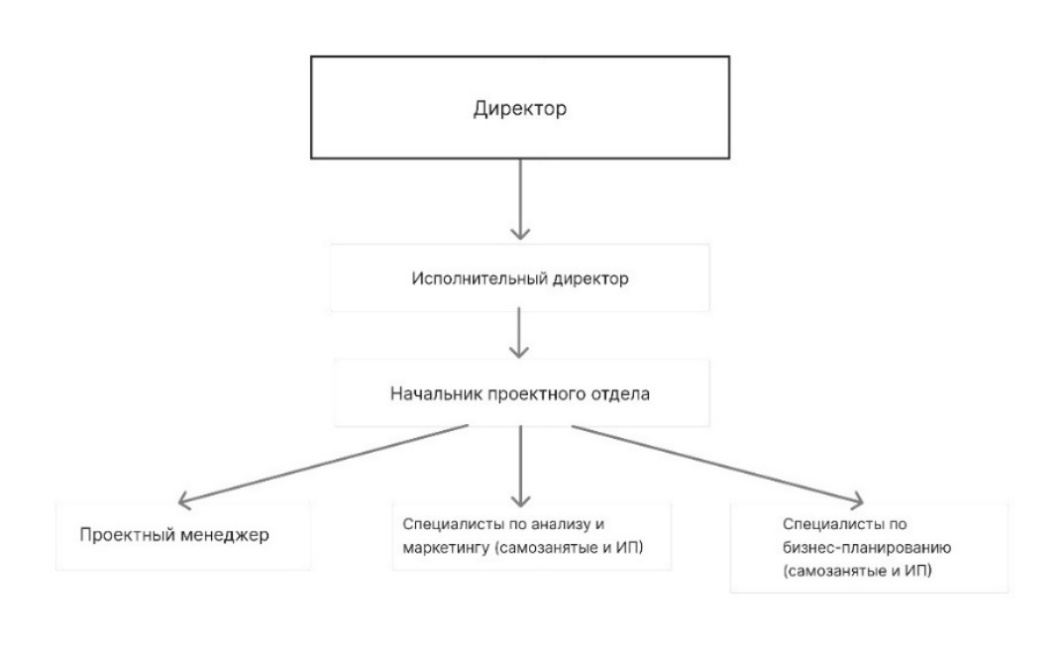 Директор
Исполнительный директор
Начальник проектного отдела
Проектный менеджер
Специалисты по анализу и
маркетингу (самозанятые и ИП)
Специалисты по
бизнес-планированию
(самозанятые и ИП)